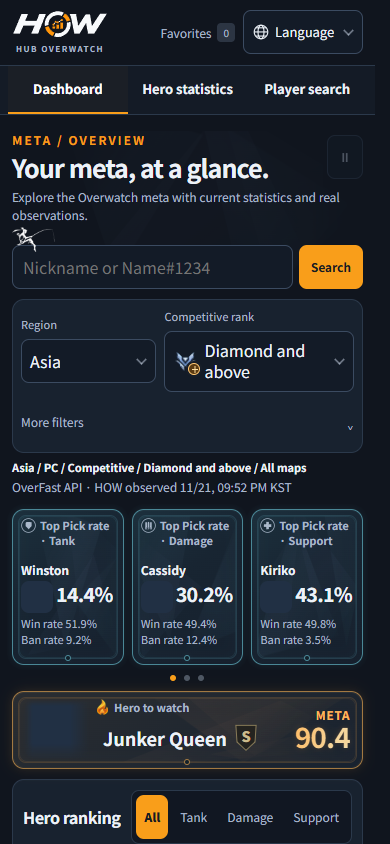 HOW
HUB OVERWATCH
Favorites 0
Language
Dashboard
Hero statistics
Player search
META / OVERVIEW
Your meta, at a glance.
Explore the Overwatch meta with current statistics and real
observations.
Nickname or Name#1234
Search
Region
Asia
Competitive rank
Diamond and
above
More filters
Asia / PC / Competitive / Diamond and above / All maps
OverFast API · HOW observed 11/21, 09:52 PM KST
Top Pick rate
· Tank
Winston
14.4%
Win rate 51.9%
Ban rate 9.2%
Top Pick rate
· Damage
Cassidy
30.2%
Win rate 49.4%
Ban rate 12.4%
Top Pick rate
· Support
Kiriko
43.1%
Win rate 49.8%
Ban rate 3.5%
Hero to watch
Junker Queen
S
META
90.4
Hero ranking
All
Tank
Damage
Support